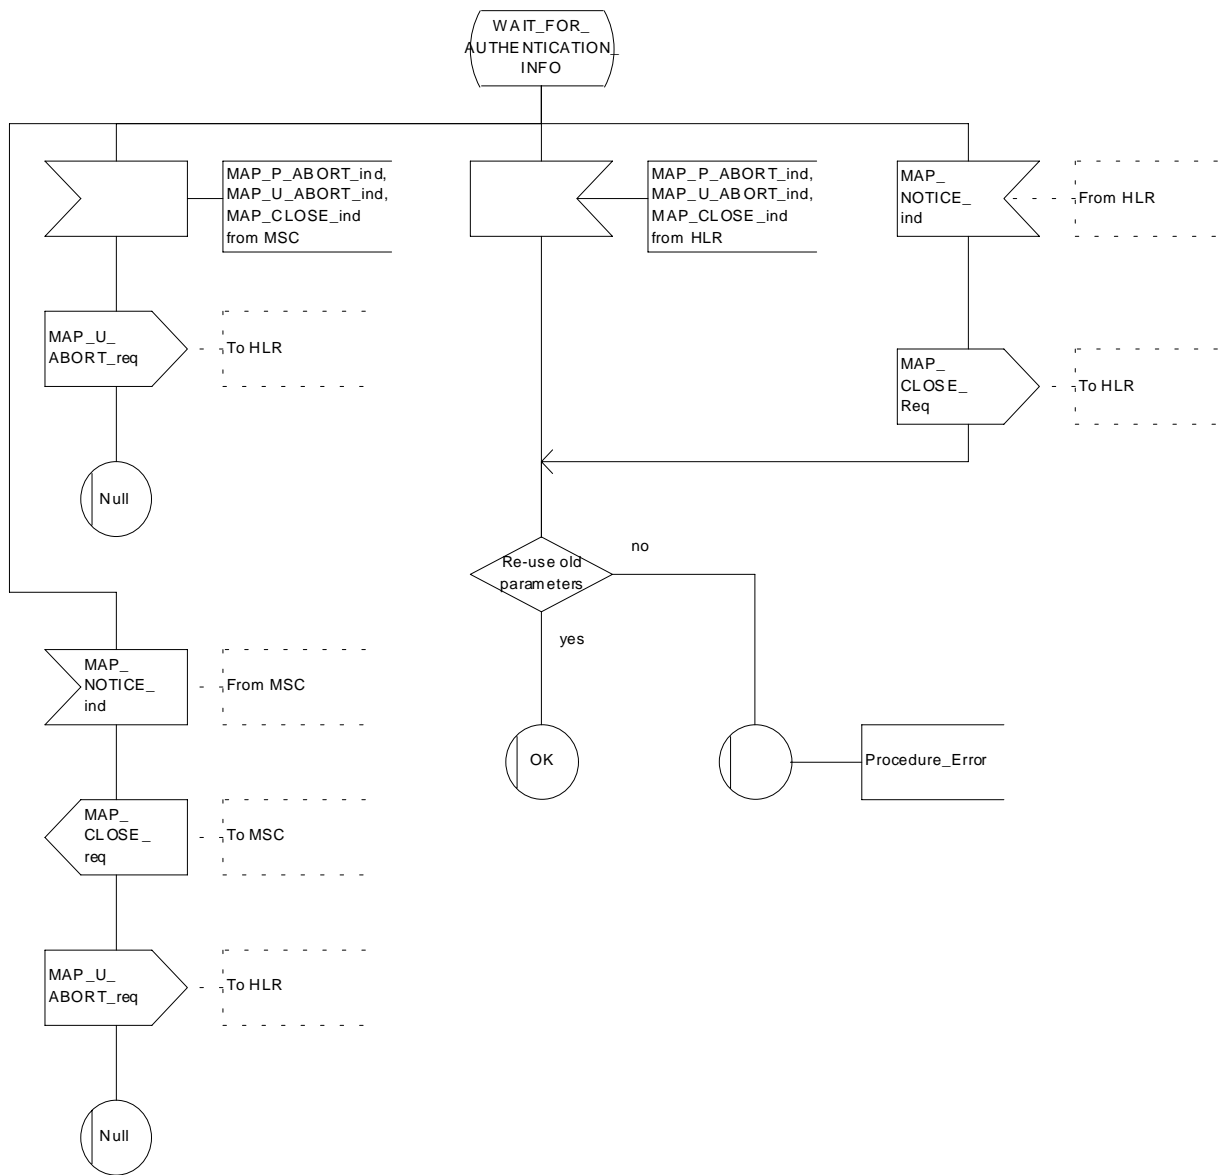 WAIT_FOR_
AUTHENTICATION_
INFO
MAP_P_ABORT_ind,
MAP_U_ABORT_ind,
MAP_CLOSE_ind
from MSC
MAP_P_ABORT_ind,
MAP_U_ABORT_ind,
MAP_CLOSE_ind
from HLR
MAP_
NOTICE_
ind
From HLR
MAP_U_
ABORT_req
To HLR
MAP_
CLOSE_
Req
To HLR
Null
Re-use old
parameters
no
yes
MAP_
NOTICE_
ind
From MSC
OK
Procedure_Error
MAP_
CLOSE_
req
To MSC
MAP_U_
ABORT_req
To HLR
Null